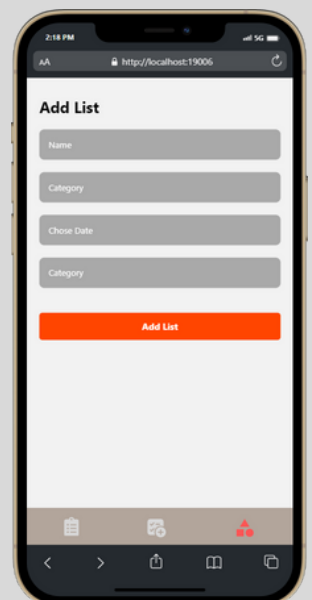 2:18 PM
5G
AA
http://localhost:19006
Add List
Name
Category
Chose Date
Category
Add List